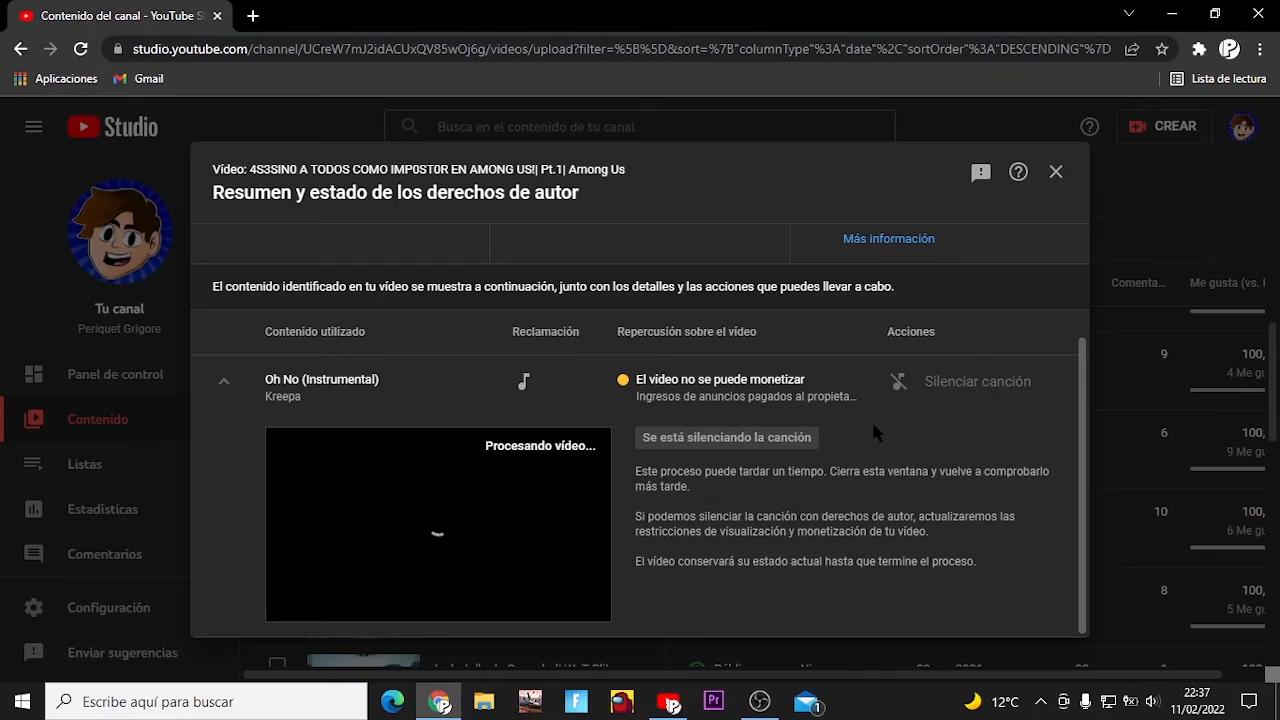 Contenido del canal - YouTube S
studio.youtube.com/channel/UCreW7mJ2idACUxQV85wOj6g/videos/upload?filter=%5B%5D&sort=%7B"columnType"%3A"date"%2C"sortOrder"%3A"DESCENDING"%7D
Aplicaciones
Gmail
Lista de lectura
Studio
Busca en el contenido de tu canal
CREAR
Vídeo: 4S3SIN0 A TODOS COMO IMP0ST0R EN AMONG US!| Pt.1| Among Us
Resumen y estado de los derechos de autor
Más información
El contenido identificado en tu vídeo se muestra a continuación, junto con los detalles y las acciones que puedes llevar a cabo.
Contenido utilizado
Reclamación
Repercusión sobre el vídeo
Acciones
Oh No (Instrumental)
Kreepa
El vídeo no se puede monetizar
Ingresos de anuncios pagados al propieta...
Silenciar canción
Procesando vídeo...
Se está silenciando la canción
Este proceso puede tardar un tiempo. Cierra esta ventana y vuelve a comprobarlo
más tarde.
Si podemos silenciar la canción con derechos de autor, actualizaremos las
restricciones de visualización y monetización de tu vídeo.
El vídeo conservará su estado actual hasta que termine el proceso.
Tu canal
Periquet Grigore
Panel de control
Contenido
Listas
Estadísticas
Comentarios
Configuración
Enviar sugerencias
Comenta...
Me gusta (vs.
9
100,
4 Me gu
6
100,
9 Me gu
10
100,
6 Me gu
8
100,
5 Me gu
Escribe aquí para buscar
Pr
1
12°C
22:37
11/02/2022